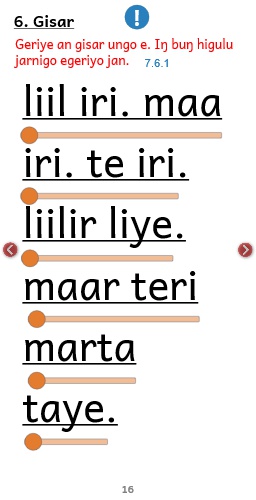 6. Gisar
!
Geriye an gisar ungo e. Iŋ buŋ higulu
jarnigo egeriyo jan.
7.6.1
liil iri. maa
iri. te iri.
liilir liye.
maar teri
marta
taye.
16